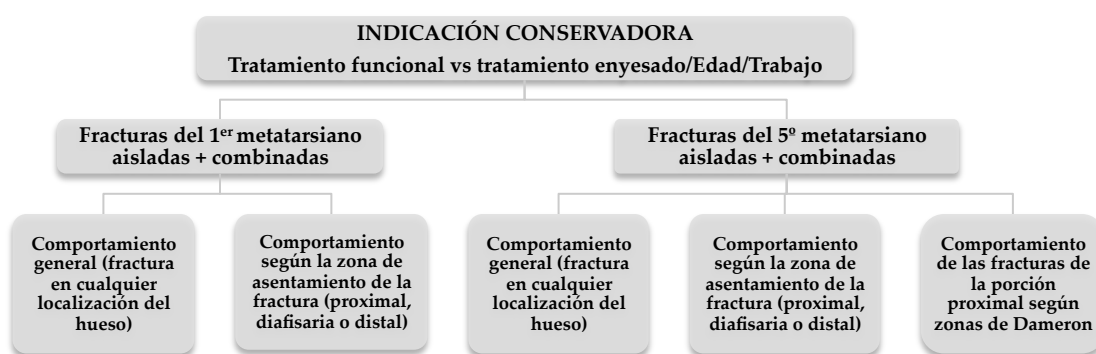 INDICACIÓN CONSERVADORA
Tratamiento funcional vs tratamiento enyesado/Edad/Trabajo
Fracturas del 1er metatarsiano
aisladas + combinadas
Fracturas del 5º metatarsiano
aisladas + combinadas
Comportamiento
general (fractura
en cualquier
localización del
hueso)
Comportamiento
según la zona de
asentamiento de la
fractura (proximal,
diafisaria o distal)
Comportamiento
general (fractura
en cualquier
localización del
hueso)
Comportamiento
según la zona de
asentamiento de la
fractura (proximal,
diafisaria o distal)
Comportamiento
de las fracturas de
la porción
proximal según
zonas de Dameron